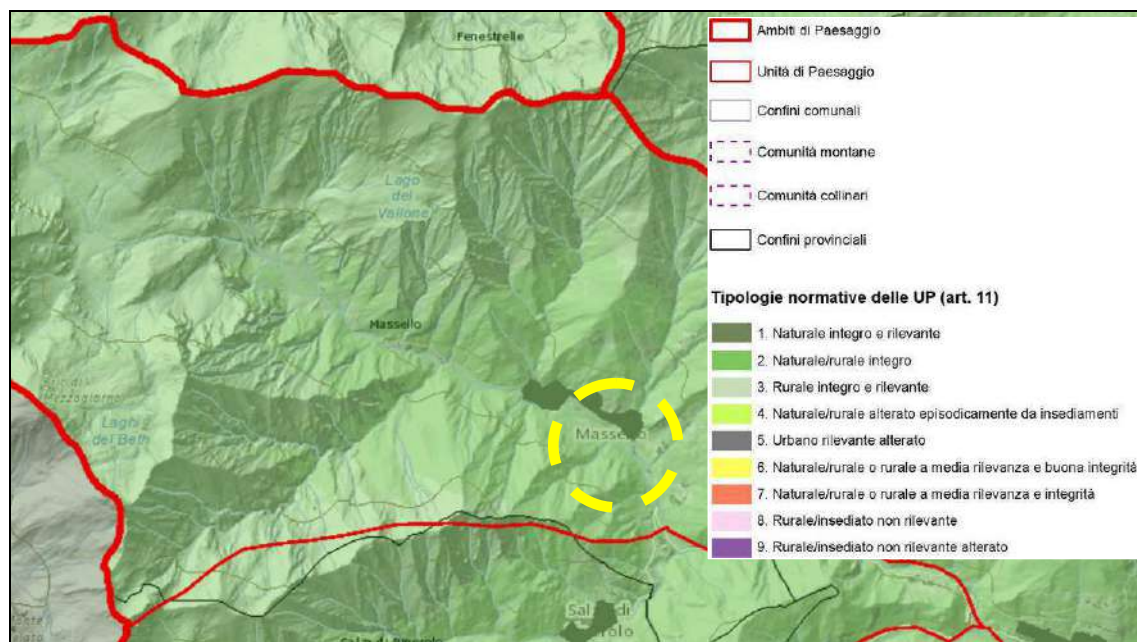 Fenestrelle
Lago
del
Vallone
Massello
Massello
Laghi
del Beth
Ambiti di Paesaggio
Unità di Paesaggio
Confini comunali
Comunità montane
Comunità collinari
Confini provinciali
Tipologie normative delle UP (art. 11)
1. Naturale integro e rilevante
2. Naturale/rurale integro
3. Rurale integro e rilevante
4. Naturale/rurale alterato episodicamente da insediamenti
5. Urbano rilevante alterato
6. Naturale/rurale o rurale a media rilevanza e buona integrità
7. Naturale/rurale o rurale a media rilevanza e integrità
8. Rurale/insediato non rilevante
9. Rurale/insediato non rilevante alterato